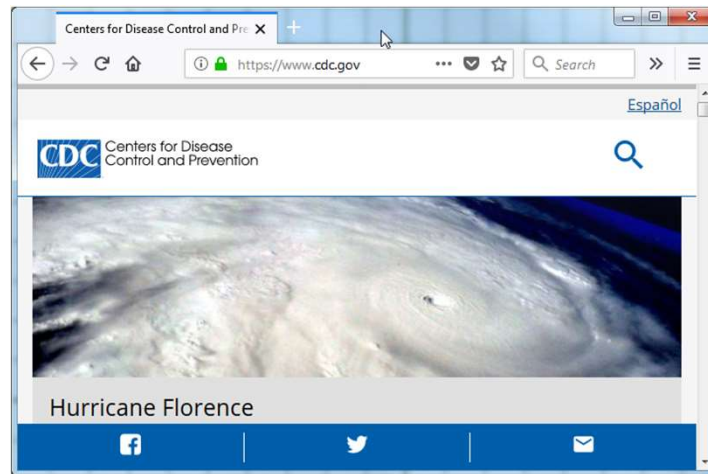 Centers for Disease Control and Pre
https://www.cdc.gov
Search
Español
CDC
Centers for Disease
Control and Prevention
Hurricane Florence